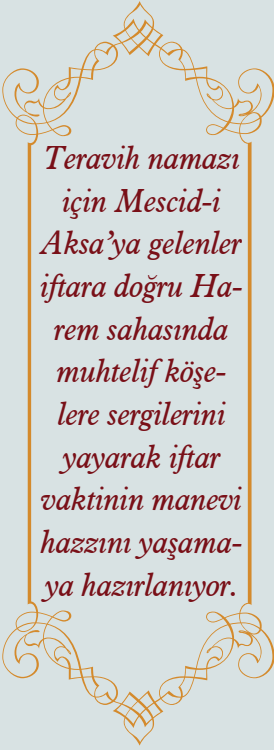 Teravih namazı
için Mescid-i
Aksa’ya gelenler
iftara doğru Ha-
rem sahasında
muhtelif köşe-
lere sergilerini
yayarak iftar
vaktinin manevi
hazzını yaşama-
ya hazırlanıyor.